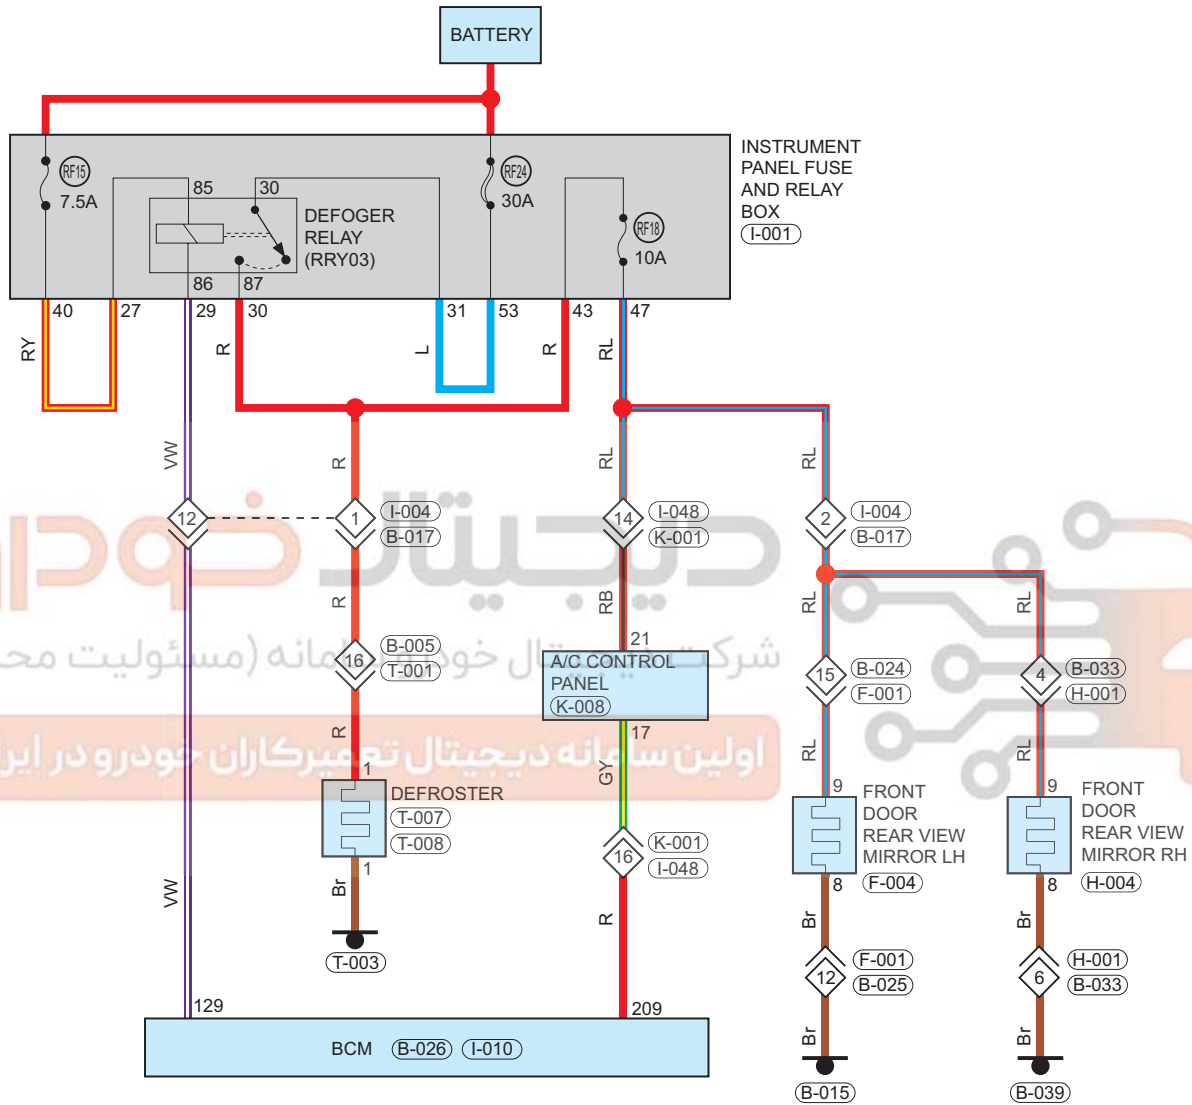 BATTERY
INSTRUMENT
PANEL FUSE
AND RELAY
BOX
I-001
RF15
7.5A
85
30
DEFOGER
RELAY
(RRY03)
86
87
RF24
30A
RF18
10A
40
27
29
30
31
53
43
47
RY
R
L
R
RL
VW
R
RL
RL
12
1
I-004
B-017
14
I-048
K-001
2
I-004
B-017
دیجیتال خودر
R
RB
RL
RL
16
B-005
T-001
21
A/C CONTROL
PANEL
K-008
17
15
B-024
F-001
4
B-033
H-001
R
GY
RL
RL
اولین سامانه دیجیتال تعمیرکاران خودرو در ایر
1
DEFROSTER
T-007
T-008
1
9
FRONT
DOOR
REAR VIEW
MIRROR LH
F-004
8
9
FRONT
DOOR
REAR VIEW
MIRROR RH
H-004
8
16
K-001
I-048
VW
Br
R
Br
Br
T-003
12
F-001
B-025
6
H-001
B-033
129
209
Br
Br
BCM
B-026
I-010
B-015
B-039